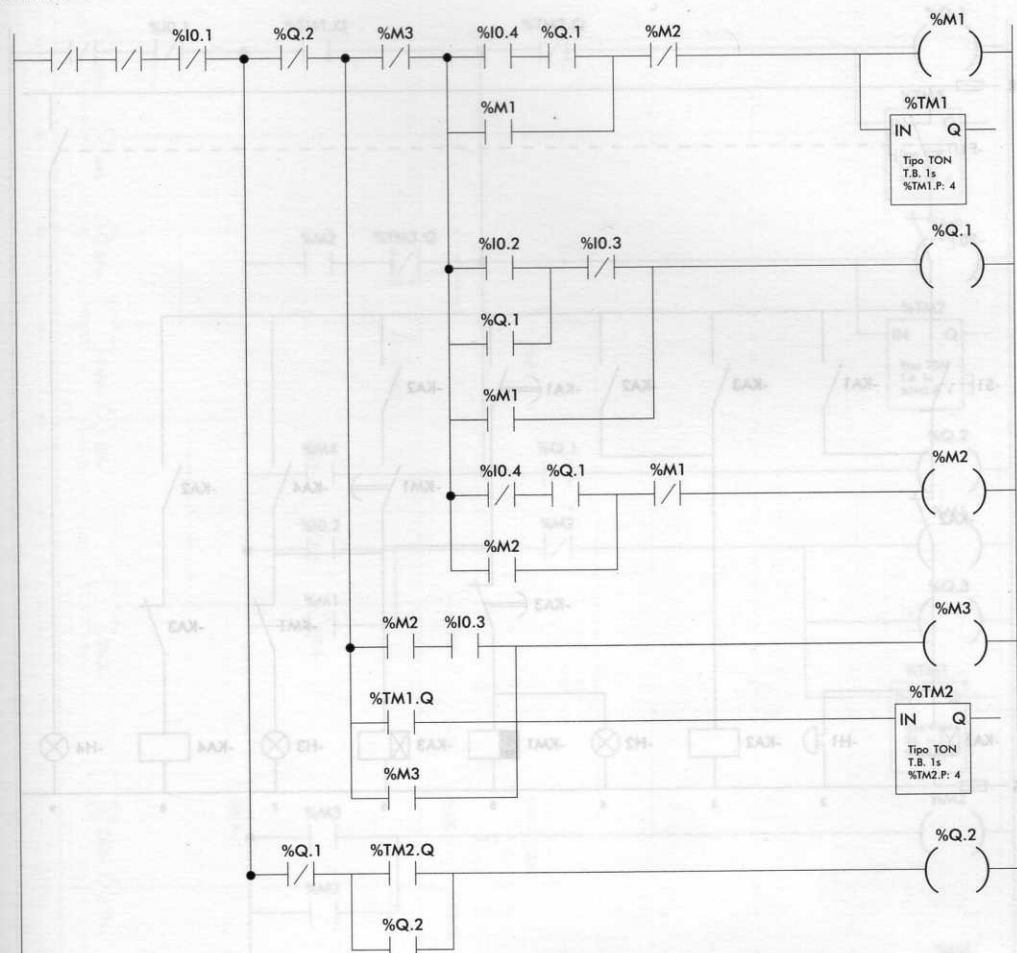 %M1
%I0.1 %Q.2 %M3 %I0.4 %Q.1 %M2
%M1
%TM1
IN Q
Tipo TON
T.B. 1s
%TM1.P: 4
%I0.2 %I0.3 %Q.1
%Q.1
%M1
%I0.4 %Q.1 %M1 %M2
%M2
%M2 %I0.3 %M3
%TM1.Q %TM2
IN Q
Tipo TON
T.B. 1s
%TM2.P: 4
%M3
%Q.1 %TM2.Q %Q.2
%Q.2